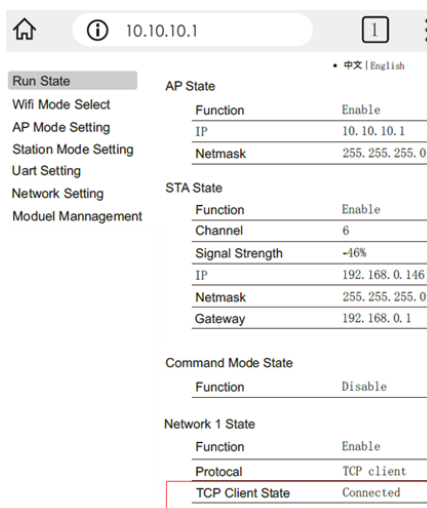 10.10.10.1 1
• 中文 | English
Run State
Wifi Mode Select
AP Mode Setting
Station Mode Setting
Uart Setting
Network Setting
Moduel Mannagement
AP State
Function Enable
IP 10.10.10.1
Netmask 255.255.255.0
STA State
Function Enable
Channel 6
Signal Strength -46%
IP 192.168.0.146
Netmask 255.255.255.0
Gateway 192.168.0.1
Command Mode State
Function Disable
Network 1 State
Function Enable
Protocal TCP client
TCP Client State Connected